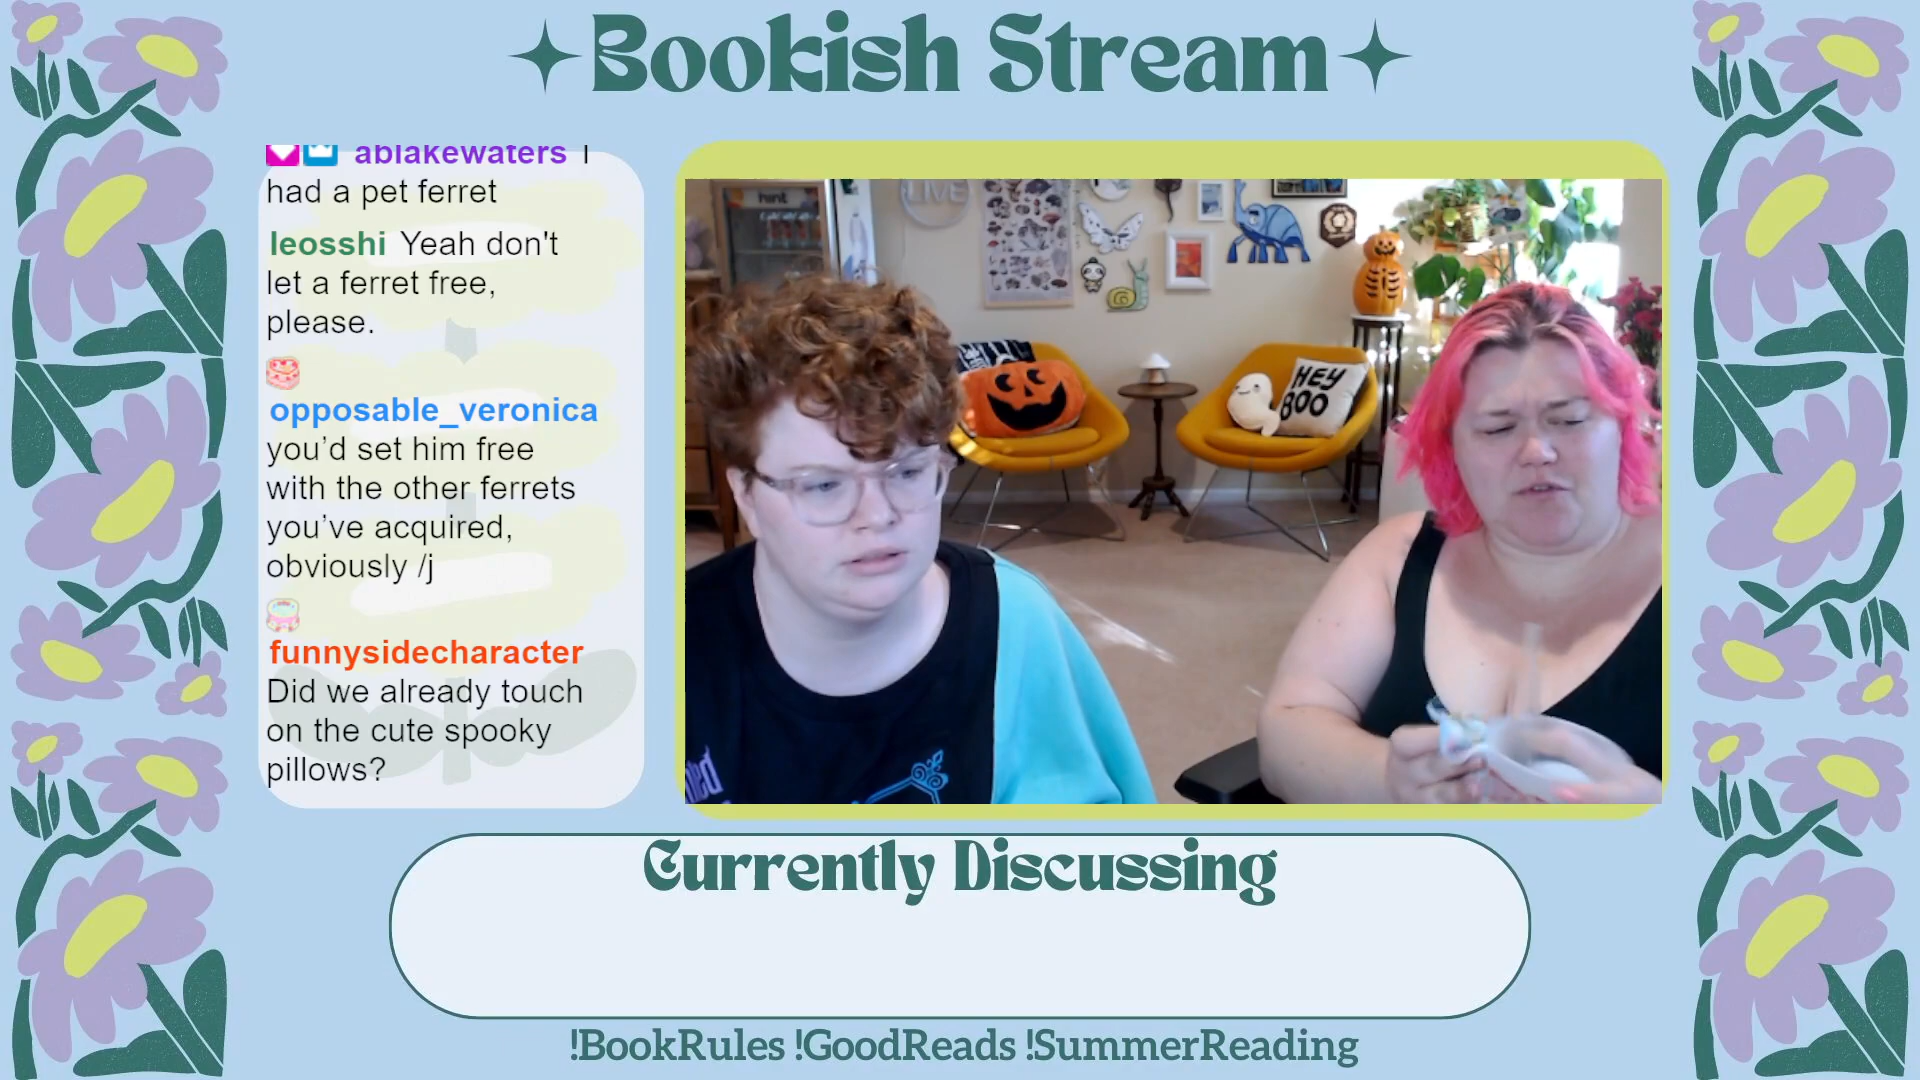 Bookish Stream
ablakewaters I
had a pet ferret
leosshi Yeah don't
let a ferret free,
please.
opposable_veronica
you’d set him free
with the other ferrets
you’ve acquired,
obviously /j
funnysidecharacter
Did we already touch
on the cute spooky
pillows?
hint
LIVE
HEY
BOO
Currently Discussing
!BookRules !GoodReads !SummerReading